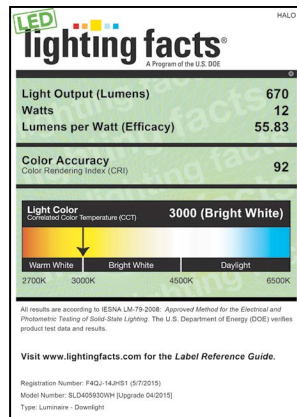 HALO
LED
lighting facts®
A Program of the U.S. DOE
Light Output (Lumens) 670
Watts 12
Lumens per Watt (Efficacy) 55.83
Color Accuracy
Color Rendering Index (CRI) 92
Light Color
Correlated Color Temperature (CCT) 3000 (Bright White)
Warm White Bright White Daylight
2700K 3000K 4500K 6500K
All results are according to IESNA LM-79-2008: Approved Method for the Electrical and
Photometric Testing of Solid-State Lighting. The U.S. Department of Energy (DOE) verifies
product test data and results.
Visit www.lightingfacts.com for the Label Reference Guide.
Registration Number: F4QJ-14JHS1 (5/7/2015)
Model Number: SLD405930WH [Upgrade 04/2015]
Type: Luminaire - Downlight